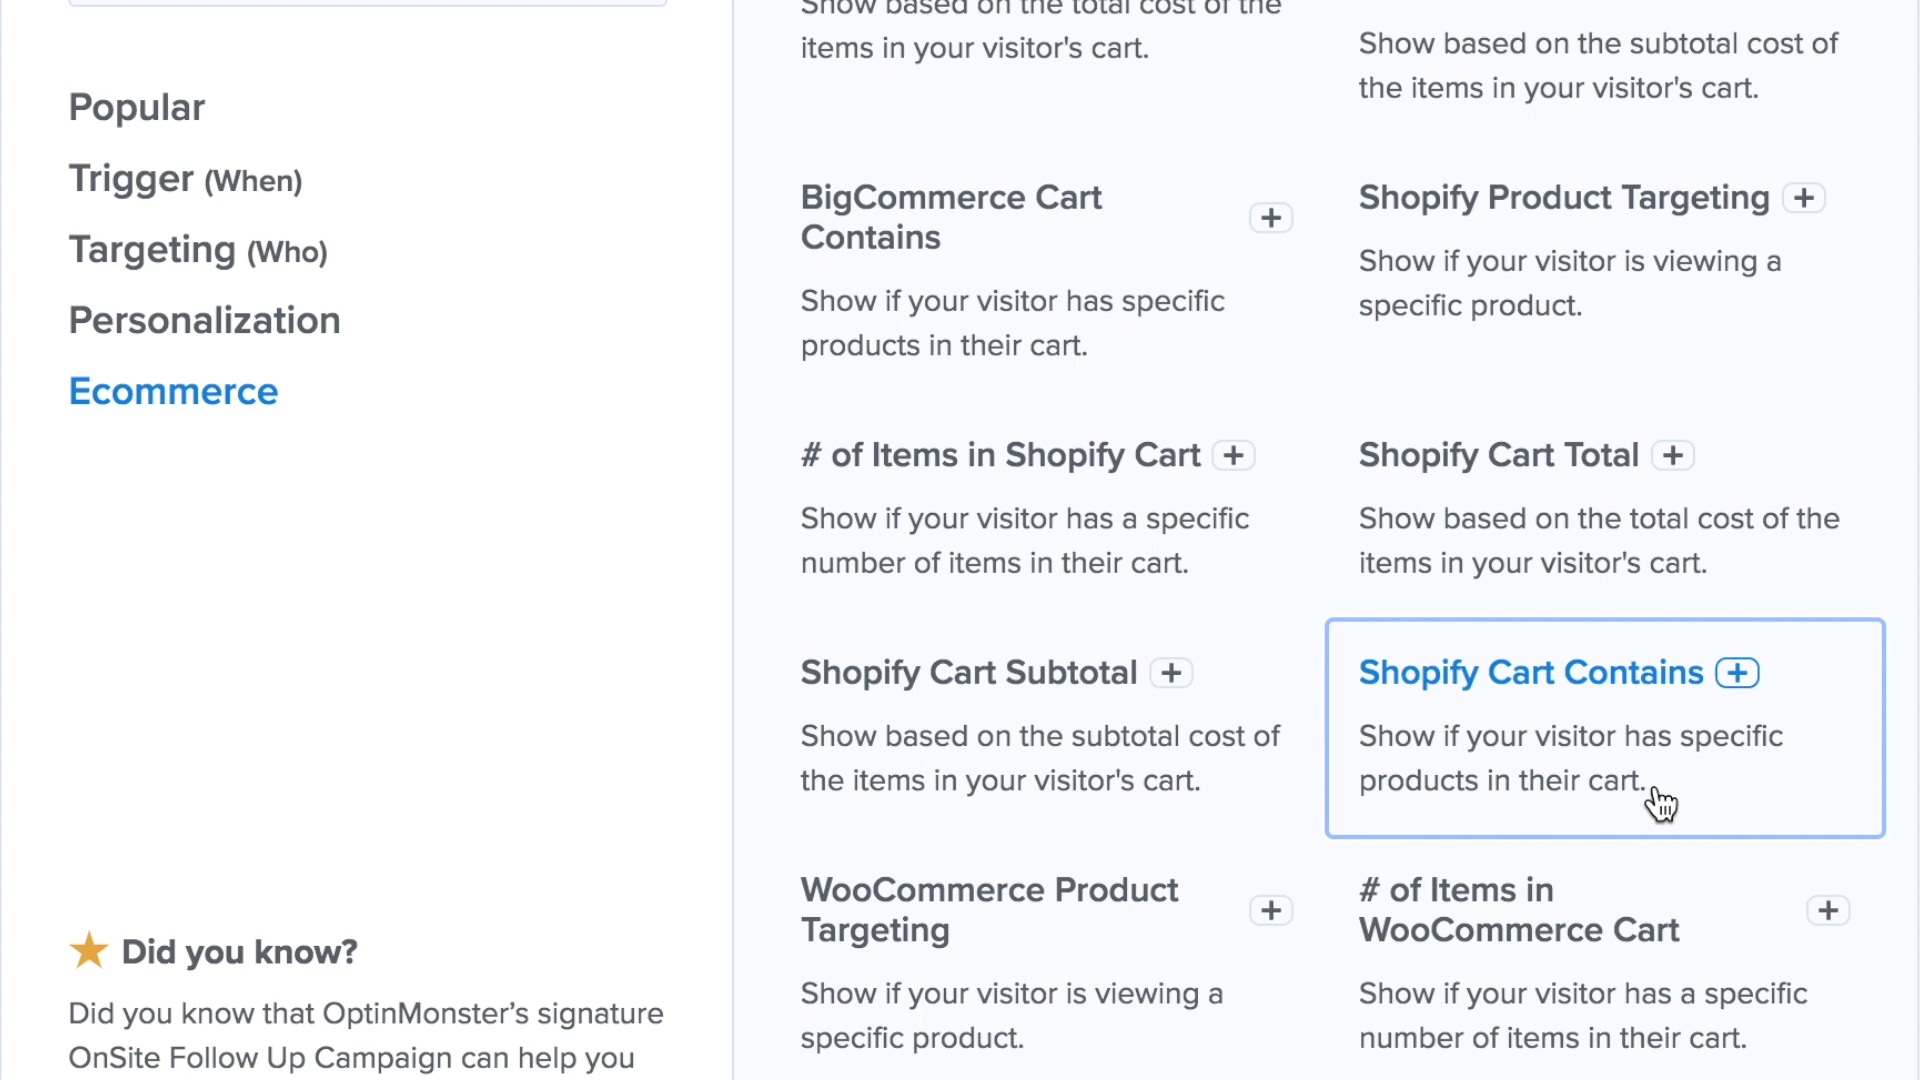 Popular
Trigger (When)
Targeting (Who)
Personalization
Ecommerce
Did you know?
Did you know that OptinMonster’s signature
OnSite Follow Up Campaign can help you
Show based on the total cost of the
items in your visitor's cart.
Show based on the subtotal cost of
the items in your visitor's cart.
BigCommerce Cart
Contains
Show if your visitor has specific
products in their cart.
Shopify Product Targeting
Show if your visitor is viewing a
specific product.
# of Items in Shopify Cart
Show if your visitor has a specific
number of items in their cart.
Shopify Cart Total
Show based on the total cost of the
items in your visitor's cart.
Shopify Cart Subtotal
Show based on the subtotal cost of
the items in your visitor's cart.
Shopify Cart Contains
Show if your visitor has specific
products in their cart.
WooCommerce Product
Targeting
Show if your visitor is viewing a
specific product.
# of Items in
WooCommerce Cart
Show if your visitor has a specific
number of items in their cart.